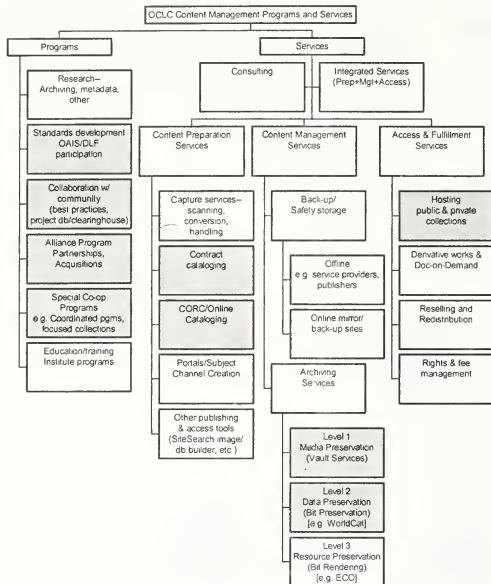 OCLC Content Management Programs and Services
Programs
Services
Research--
Archiving, metadata,
other
Standards development
OAIS/DLF
participation
Collaboration w/
community
(best practices,
project db/clearinghouse)
Alliance Program
Partnerships,
Acquisitions
Special Co-op
Programs
e.g. Coordinated pgms,
focused collections
Education/training
Institute programs
Consulting
Integrated Services
(Prep+Mgt+Access)
Content Preparation
Services
Capture services--
scanning,
conversion,
handling
Contract
cataloging
CORC/Online
Cataloging
Portals/Subject
Channel Creation
Other publishing
& access tools
(SiteSearch image/
db builder, etc )
Content Management
Services
Back-up/
Safety storage
Offline
e.g service providers,
publishers
Online mirror/
back-up sites
Archiving
Services
Level 1
Media Preservation
(Vault Services)
Level 2
Data Preservation
(Bit Preservation)
[e.g WorldCat]
Level 3
Resource Preservation
(Bit Rendering)
[e.g. ECO]
Access & Fulfillment
Services
Hosting
public & private
collections
Derivative works &
Doc-on-Demand
Reselling and
Redistribution
Rights & fee
management